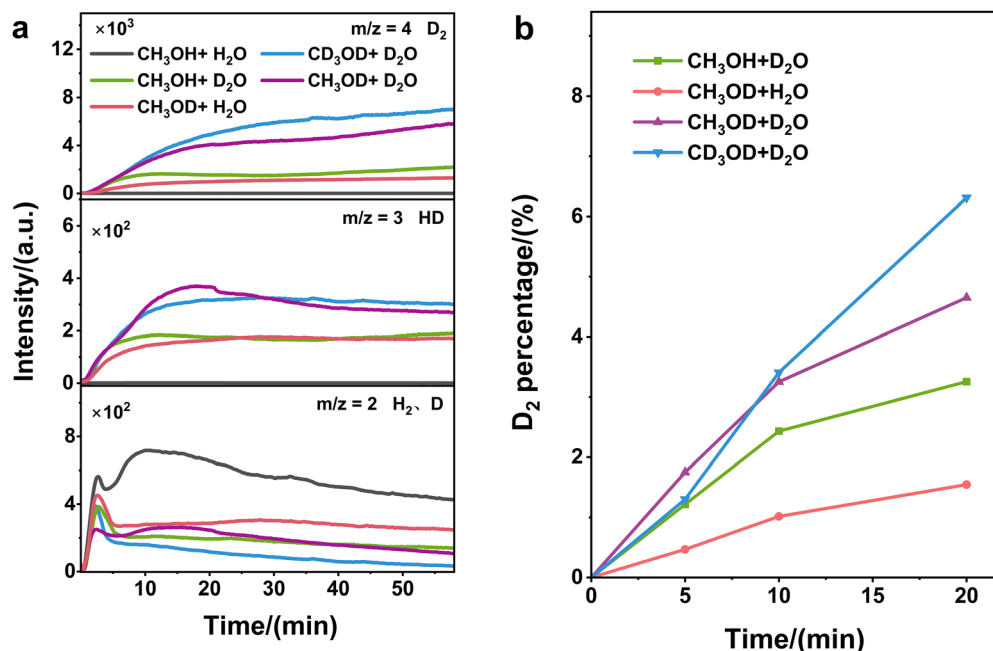 a
×10³
m/z = 4 D₂
CH₃OH+ H₂O
CD₃OD+ D₂O
CH₃OH+ D₂O
CH₃OD+ D₂O
CH₃OD+ H₂O
12
8
4
0
×10²
m/z = 3 HD
6
4
2
0
×10²
m/z = 2 H₂、D
8
4
0
0
10
20
30
40
50
Intensity/(a.u.)
Time/(min)
b
CH₃OH+D₂O
CH₃OD+H₂O
CH₃OD+D₂O
CD₃OD+D₂O
8
6
4
2
0
0
5
10
15
20
D₂ percentage/(%)
Time/(min)